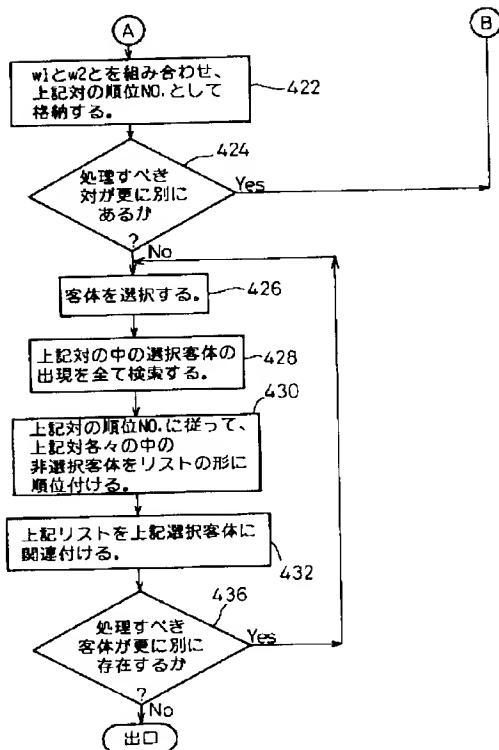 A
B
w1とw2とを組み合わせ、
上記対の順位NO.として
格納する。
422
424
処理すべき
対が更に別に
あるか
?
Yes
No
客体を選択する。
426
上記対の中の選択客体の
出現を全て検索する。
428
430
上記対の順位NO.に従って、
上記対各々の中の
非選択客体をリストの形に
順位付ける。
上記リストを上記選択客体に
関連付ける。
432
436
処理すべき
客体が更に別に
存在するか
?
Yes
No
出口